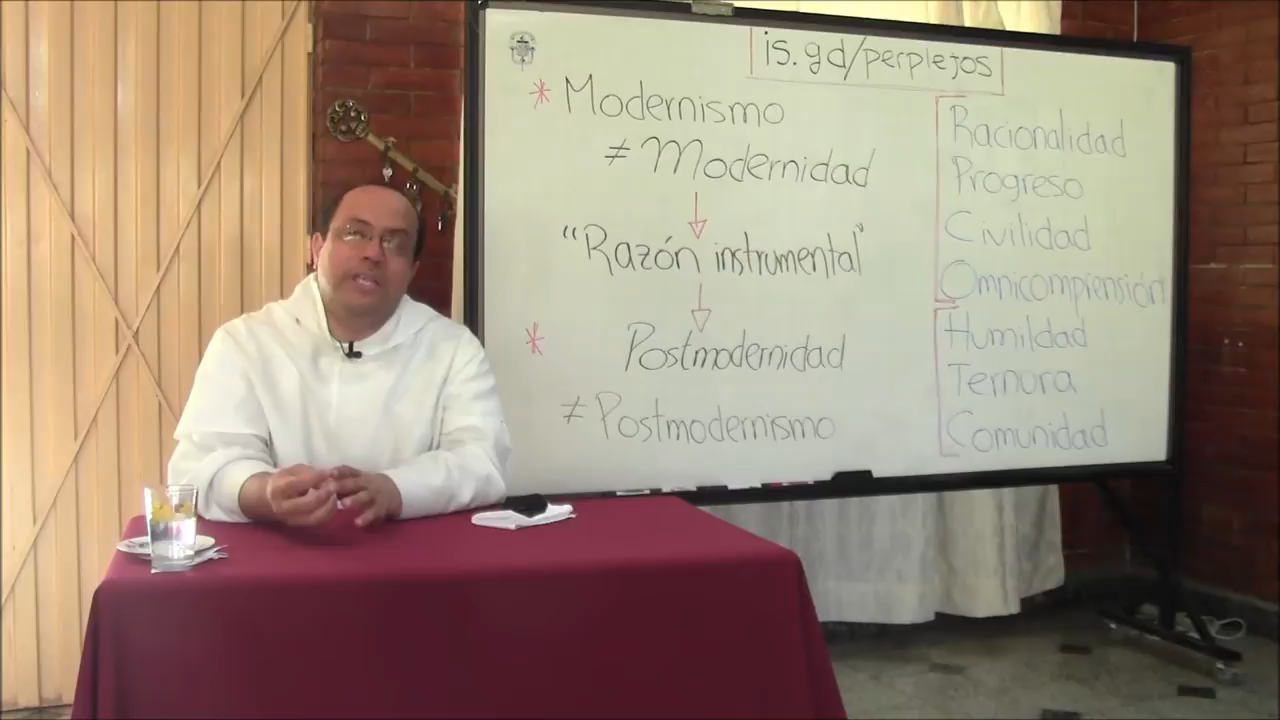 is.gd/perplejos
* Modernismo
≠ Modernidad
"Razón instrumental"
* Postmodernidad
≠ Postmodernismo
Racionalidad
Progreso
Civilidad
Omnicomprensión
Humildad
Ternura
Comunidad